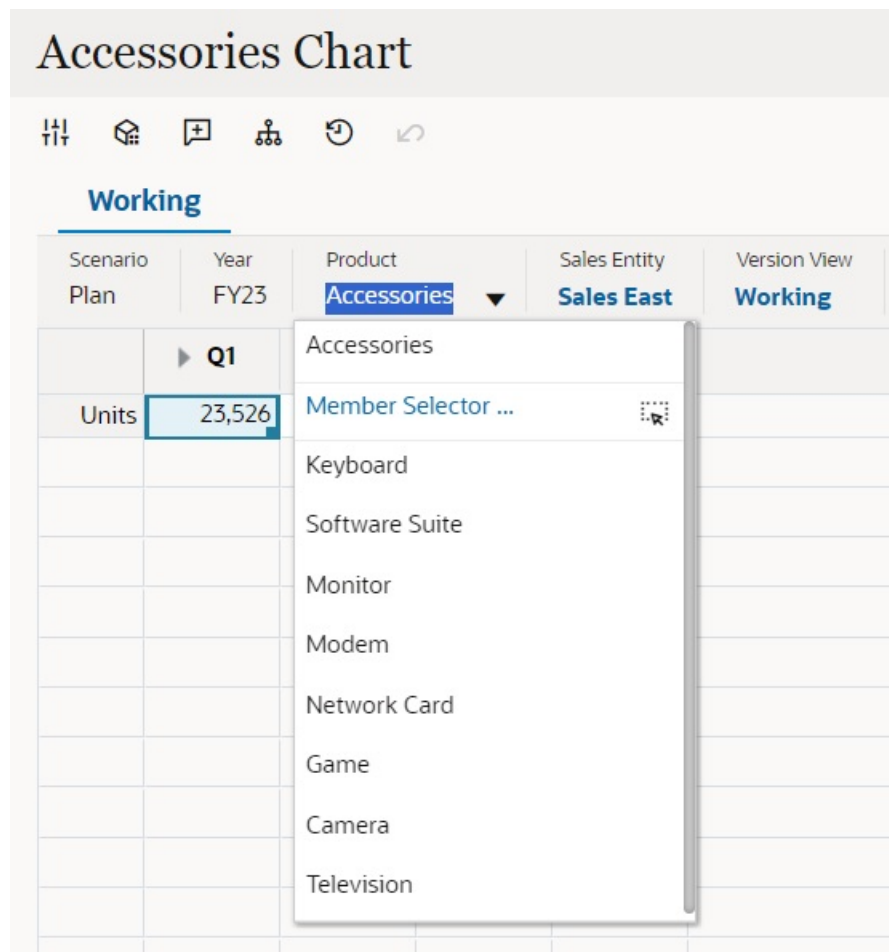 Accessories Chart
Working
Scenario Year Product Sales Entity Version View
Plan FY23 Accessories Sales East Working
Q1
Units 23,526
Accessories
Member Selector ...
Keyboard
Software Suite
Monitor
Modem
Network Card
Game
Camera
Television